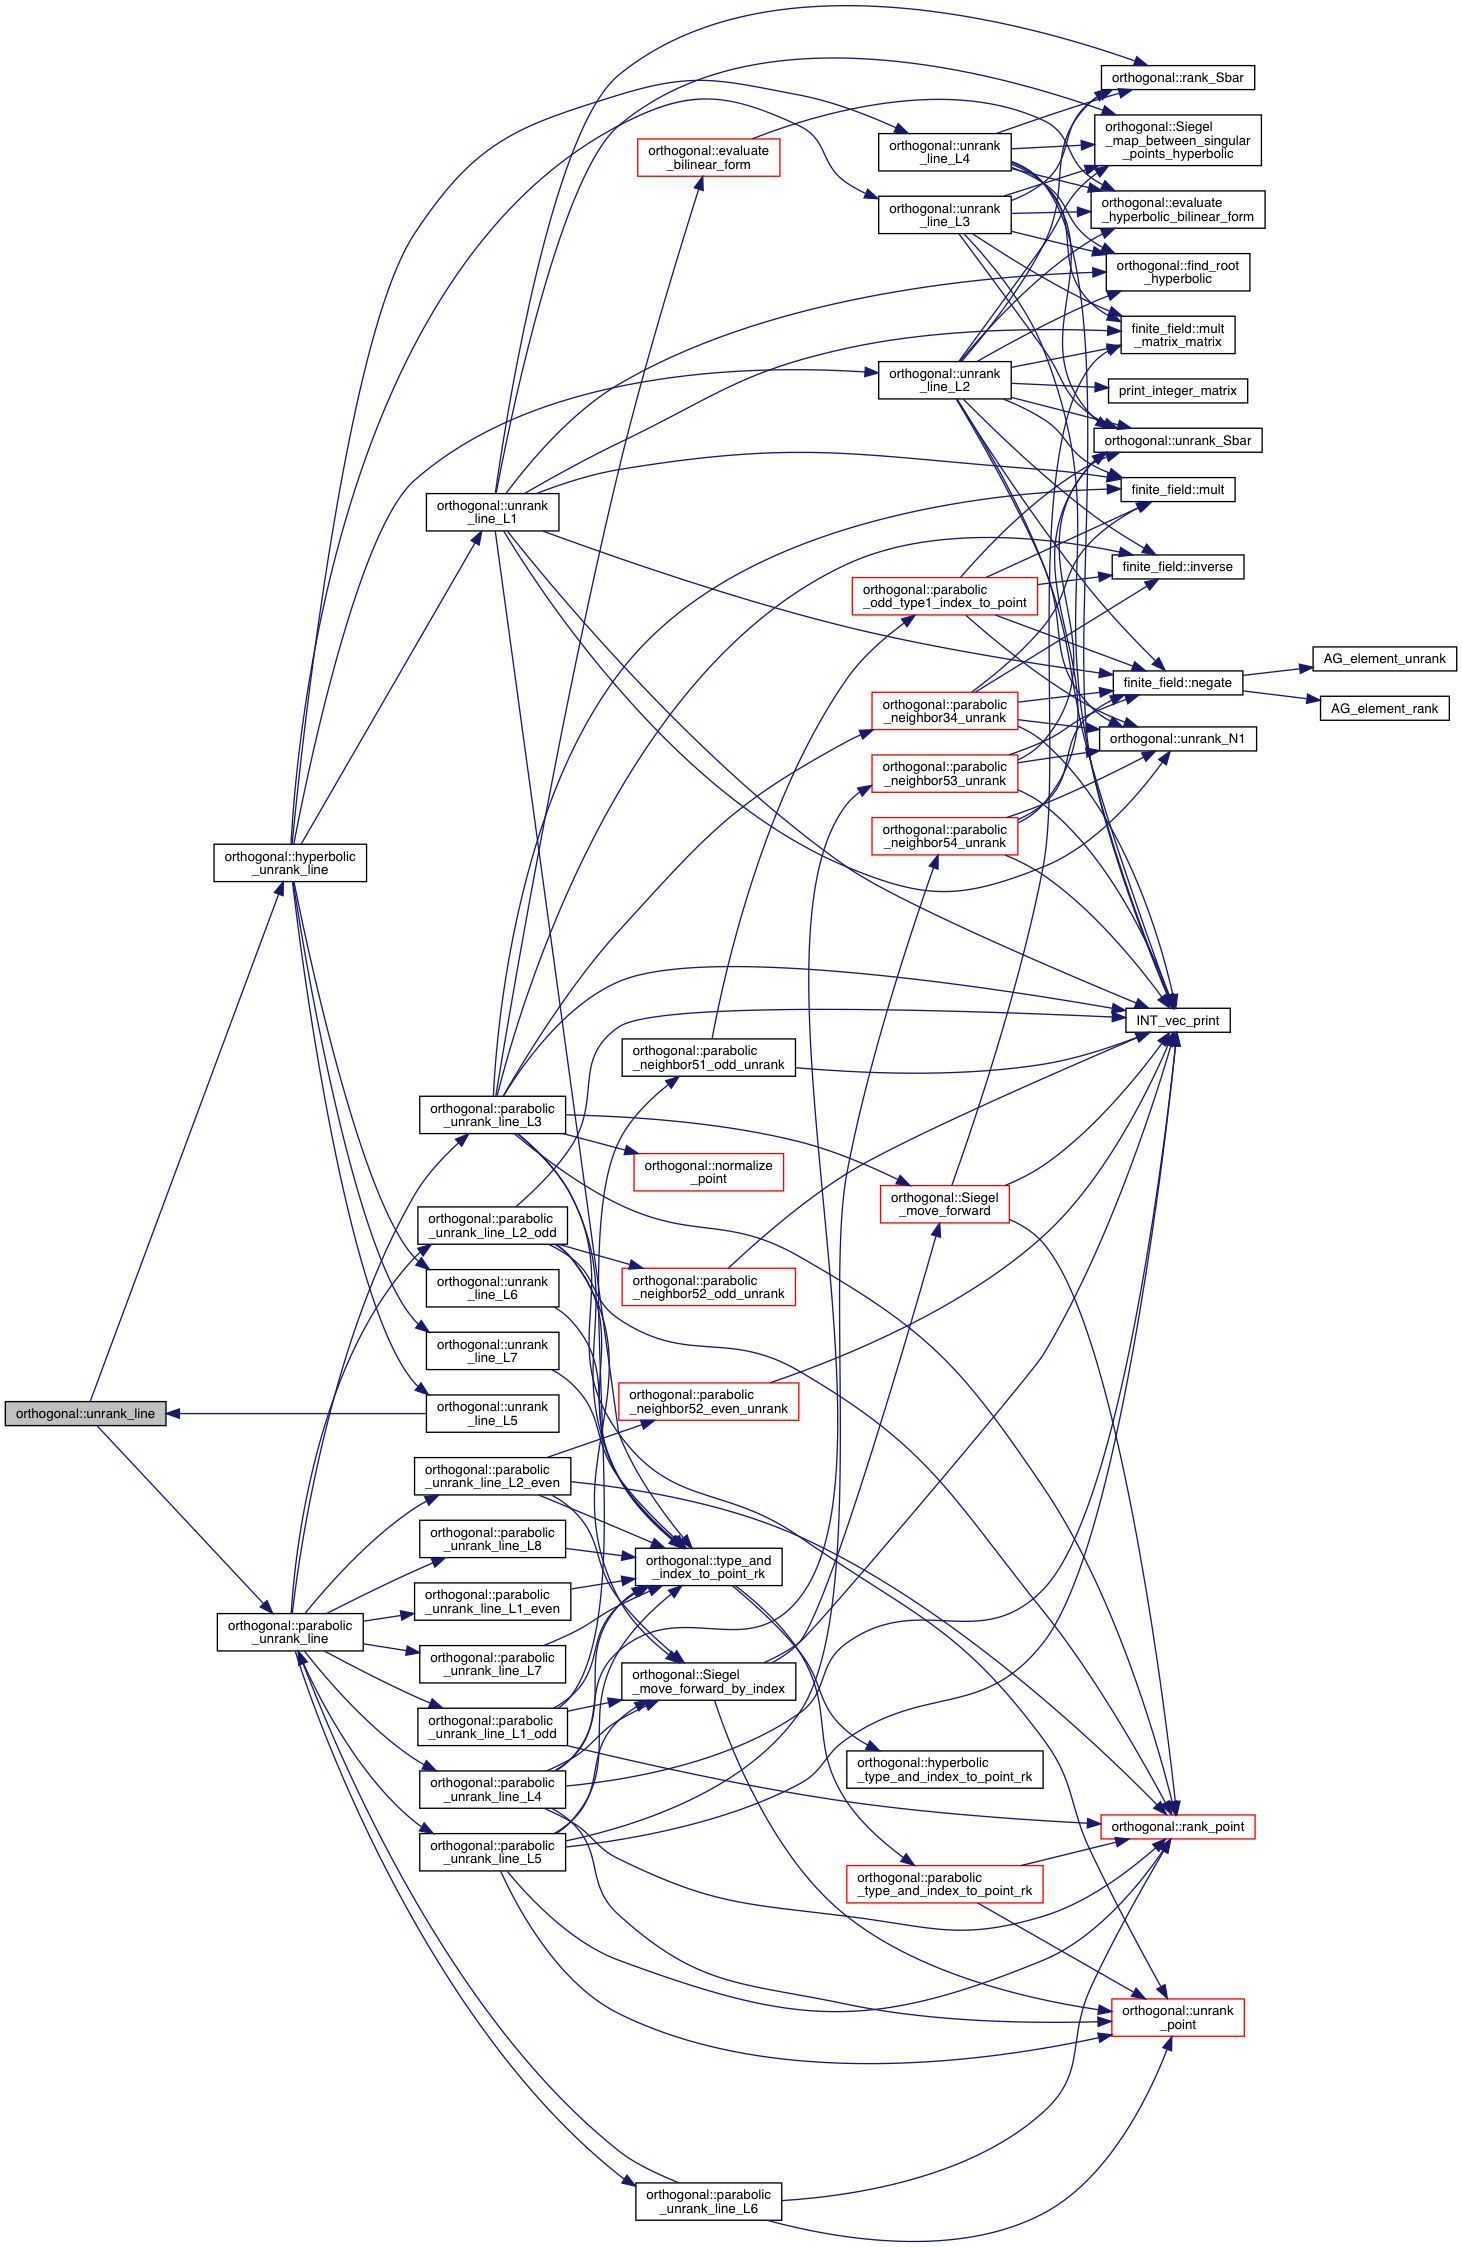 orthogonal::rank_Sbar
orthogonal::Siegel
_map_between_singular
_points_hyperbolic
orthogonal::evaluate
_bilinear_form
orthogonal::unrank
_line_L4
orthogonal::evaluate
_hyperbolic_bilinear_form
orthogonal::unrank
_line_L3
orthogonal::find_root
_hyperbolic
finite_field::mult
_matrix_matrix
orthogonal::unrank
_line_L2
print_integer_matrix
orthogonal::unrank_Sbar
finite_field::mult
orthogonal::unrank
_line_L1
finite_field::inverse
orthogonal::parabolic
_odd_type1_index_to_point
AG_element_unrank
finite_field::negate
AG_element_rank
orthogonal::parabolic
_neighbor34_unrank
orthogonal::unrank_N1
orthogonal::parabolic
_neighbor53_unrank
orthogonal::parabolic
_neighbor54_unrank
orthogonal::hyperbolic
_unrank_line
INT_vec_print
orthogonal::parabolic
_neighbor51_odd_unrank
orthogonal::parabolic
_unrank_line_L3
orthogonal::normalize
_point
orthogonal::Siegel
_move_forward
orthogonal::parabolic
_unrank_line_L2_odd
orthogonal::parabolic
_neighbor52_odd_unrank
orthogonal::unrank
_line_L6
orthogonal::unrank
_line_L7
orthogonal::parabolic
_neighbor52_even_unrank
orthogonal::unrank_line
orthogonal::unrank
_line_L5
orthogonal::parabolic
_unrank_line_L2_even
orthogonal::parabolic
_unrank_line_L8
orthogonal::type_and
_index_to_point_rk
orthogonal::parabolic
_unrank_line_L1_even
orthogonal::parabolic
_unrank_line
orthogonal::parabolic
_unrank_line_L7
orthogonal::Siegel
_move_forward_by_index
orthogonal::parabolic
_unrank_line_L1_odd
orthogonal::hyperbolic
_type_and_index_to_point_rk
orthogonal::parabolic
_unrank_line_L4
orthogonal::rank_point
orthogonal::parabolic
_unrank_line_L5
orthogonal::parabolic
_type_and_index_to_point_rk
orthogonal::unrank
_point
orthogonal::parabolic
_unrank_line_L6